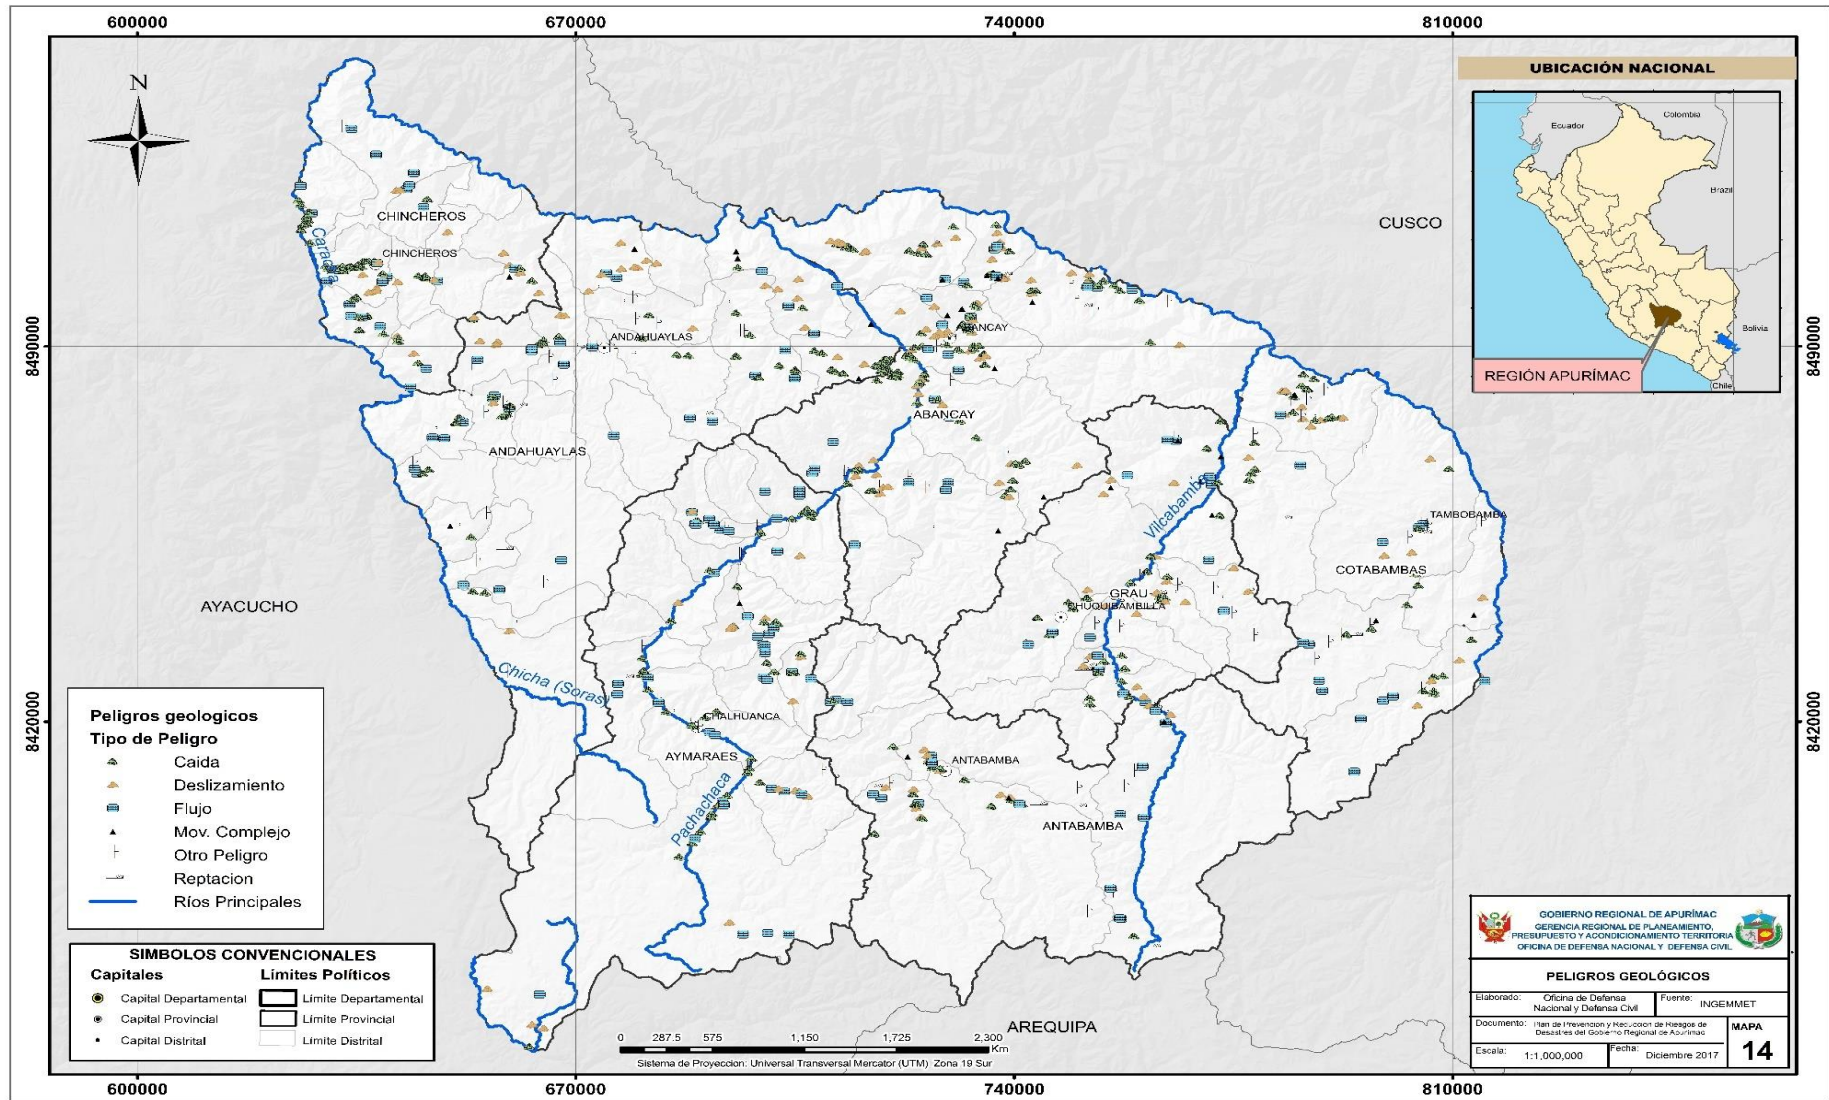 600000
670000
740000
810000
N
UBICACIÓN NACIONAL
Ecuador
Colombia
Brazil
Bolivia
Chile
REGIÓN APURÍMAC
8490000
8490000
8420000
8420000
CUSCO
AYACUCHO
AREQUIPA
CHINCHEROS
CHINCHEROS
ANDAHUAYLAS
ABANCAY
ABANCAY
ANDAHUAYLAS
Vilcabamba
TAMBOBAMBA
COTABAMBAS
GRAU
CHUQUIBAMBILLA
Chicha (Soras)
CHALHUANCA
AYMARAES
Pachachaca
ANTABAMBA
ANTABAMBA
Peligros geologicos
Tipo de Peligro
Caida
Deslizamiento
Flujo
Mov. Complejo
Otro Peligro
Reptacion
Ríos Principales
SIMBOLOS CONVENCIONALES
Capitales
Límites Políticos
Capital Departamental
Límite Departamental
Capital Provincial
Límite Provincial
Capital Distrital
Límite Distrital
0 287.5 575 1,150 1,725 2,300
Km
Sistema de Proyección: Universal Transversal Mercator (UTM) Zona 19 Sur
GOBIERNO REGIONAL DE APURÍMAC
GERENCIA REGIONAL DE PLANEAMIENTO,
PRESUPUESTO Y ACONDICIONAMIENTO TERRITORIA
OFICINA DE DEFENSA NACIONAL Y DEFENSA CIVIL
PELIGROS GEOLÓGICOS
Elaborado: Oficina de Defensa
Nacional y Defensa Civil
Fuente: INGEMMET
Documento: Plan de Prevención y Reducción de Riesgos de
Desastres del Gobierno Regional de Apurímac
MAPA
14
Escala: 1:1,000,000
Fecha: Diciembre 2017
600000
670000
740000
810000